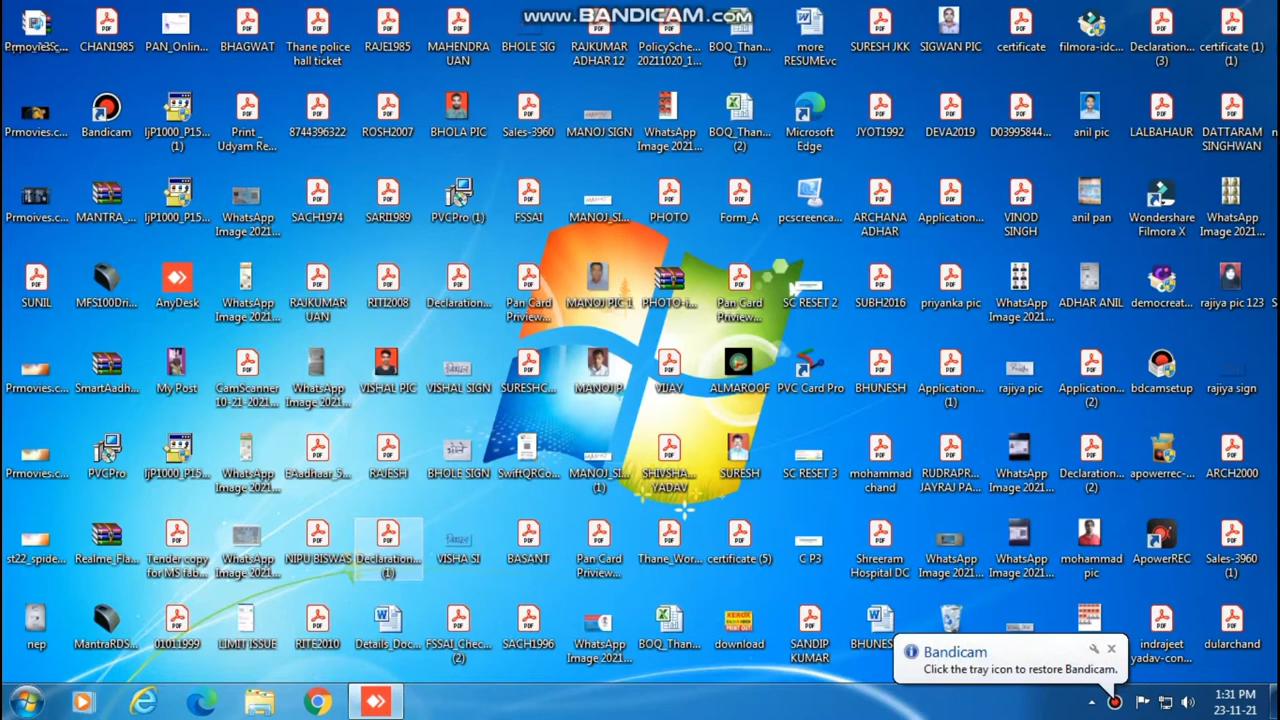 www.BANDICAM.com
Prmovies:c...
CHAN1985
PAN_Onlin...
BHAGWAT
Thane police
hall ticket
RAJE1985
MAHENDRA
UAN
BHOLE SIG
RAJKUMAR
ADHAR 12
PolicySche...
20211020_1...
BOQ_Than...
(1)
more
RESUMEvc
SURESH JKK
SIGWAN PIC
certificate
filmora-idc...
Declaration...
(3)
certificate (1)
(1)
Prmovies.c...
Bandicam
ljP1000_P15...
(1)
Print _
Udyam Re...
8744396322
ROSH2007
BHOLA PIC
Sales-3960
MANOJ SIGN
WhatsApp
Image 2021...
BOQ_Than...
(2)
Microsoft
Edge
JYOT1992
DEVA2019
D03995844...
anil pic
LALBAHAUR
DATTARAM
SINGHWAN
Prmoives.c...
MANTRA_...
ljP1000_P15...
WhatsApp
Image 2021...
SACH1974
SARI1989
PVCPro (1)
FSSAI
MANOJ_SI...
PHOTO
Form_A
pcscreenca...
ARCHANA
ADHAR
Application...
VINOD
SINGH
anil pan
Wondershare
Filmora X
WhatsApp
Image 2021...
SUNIL
MFS100Dri...
AnyDesk
WhatsApp
Image 2021...
RAJKUMAR
UAN
RITI2008
Declaration...
Pan Card
Priview...
MANOJ PIC 1
PHOTO-i...
Pan Card
Priview...
SC RESET 2
SUBH2016
priyanka pic
WhatsApp
Image 2021...
ADHAR ANIL
democreat...
rajiya pic 123
Prmovies.c...
SmartAadh...
My Post
CamScanner
10-21-2021...
WhatsApp
Image 2021...
VISHAL PIC
VISHAL SIGN
SURESHC...
MANOJ P
VIJAY
ALMAROOF
PVC Card Pro
BHUNESH
Application...
(1)
rajiya pic
Application...
(2)
bdcamsetup
rajiya sign
Prmovies.c...
PVCPro
ljP1000_P15...
WhatsApp
Image 2021...
EAadhaar_5...
RAJESH
BHOLE SIGN
SwiftQRCo...
MANOJ_SI...
(1)
SHIVSHA...
YADAV
SURESH
SC RESET 3
mohammad
chand
RUDRAPR...
JAYRAJ PA...
WhatsApp
Image 2021...
Declaration...
(2)
apowerrec-...
ARCH2000
st22_spide...
Realme_Fla...
Tender copy
for MS fab...
WhatsApp
Image 2021...
NIPU BISWAS
Declaration...
(1)
VISHA SI
BASANT
Pan Card
Priview...
Thane_Wor...
certificate (5)
C P3
Shreeram
Hospital DC
WhatsApp
Image 2021...
WhatsApp
Image 2021...
mohammad
pic
ApowerREC
Sales-3960
(1)
nep
MantraRDS...
01011999
LIMIT ISSUE
RITE2010
Details_Doc...
FSSAI_Chec...
(2)
SACH1996
WhatsApp
Image 2021...
BOQ_Than...
XEROX
PRINT OUT
download
SANDIP
KUMAR
BHUNES
indrajeet
yadav-con...
dularchand
Bandicam
Click the tray icon to restore Bandicam.
1:31 PM
23-11-21